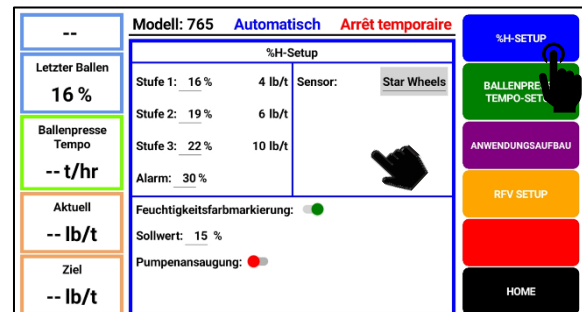 --
Modell: 765 Automatisch Arrêt temporaire
Letzter Ballen
16 %
Ballenpresse
Tempo
-- t/hr
Aktuell
-- lb/t
Ziel
-- lb/t
%H-Setup
Stufe 1: 16 % 4 lb/t
Stufe 2: 19 % 6 lb/t
Stufe 3: 22 % 10 lb/t
Alarm: 30 %
Sensor: Star Wheels
Feuchtigkeitsfarbmarkierung:
Sollwert: 15 %
Pumpenansaugung:
%H-SETUP
BALLENPRESSE
TEMPO-SET
ANWENDUNGSAUFBAU
RFV SETUP
HOME